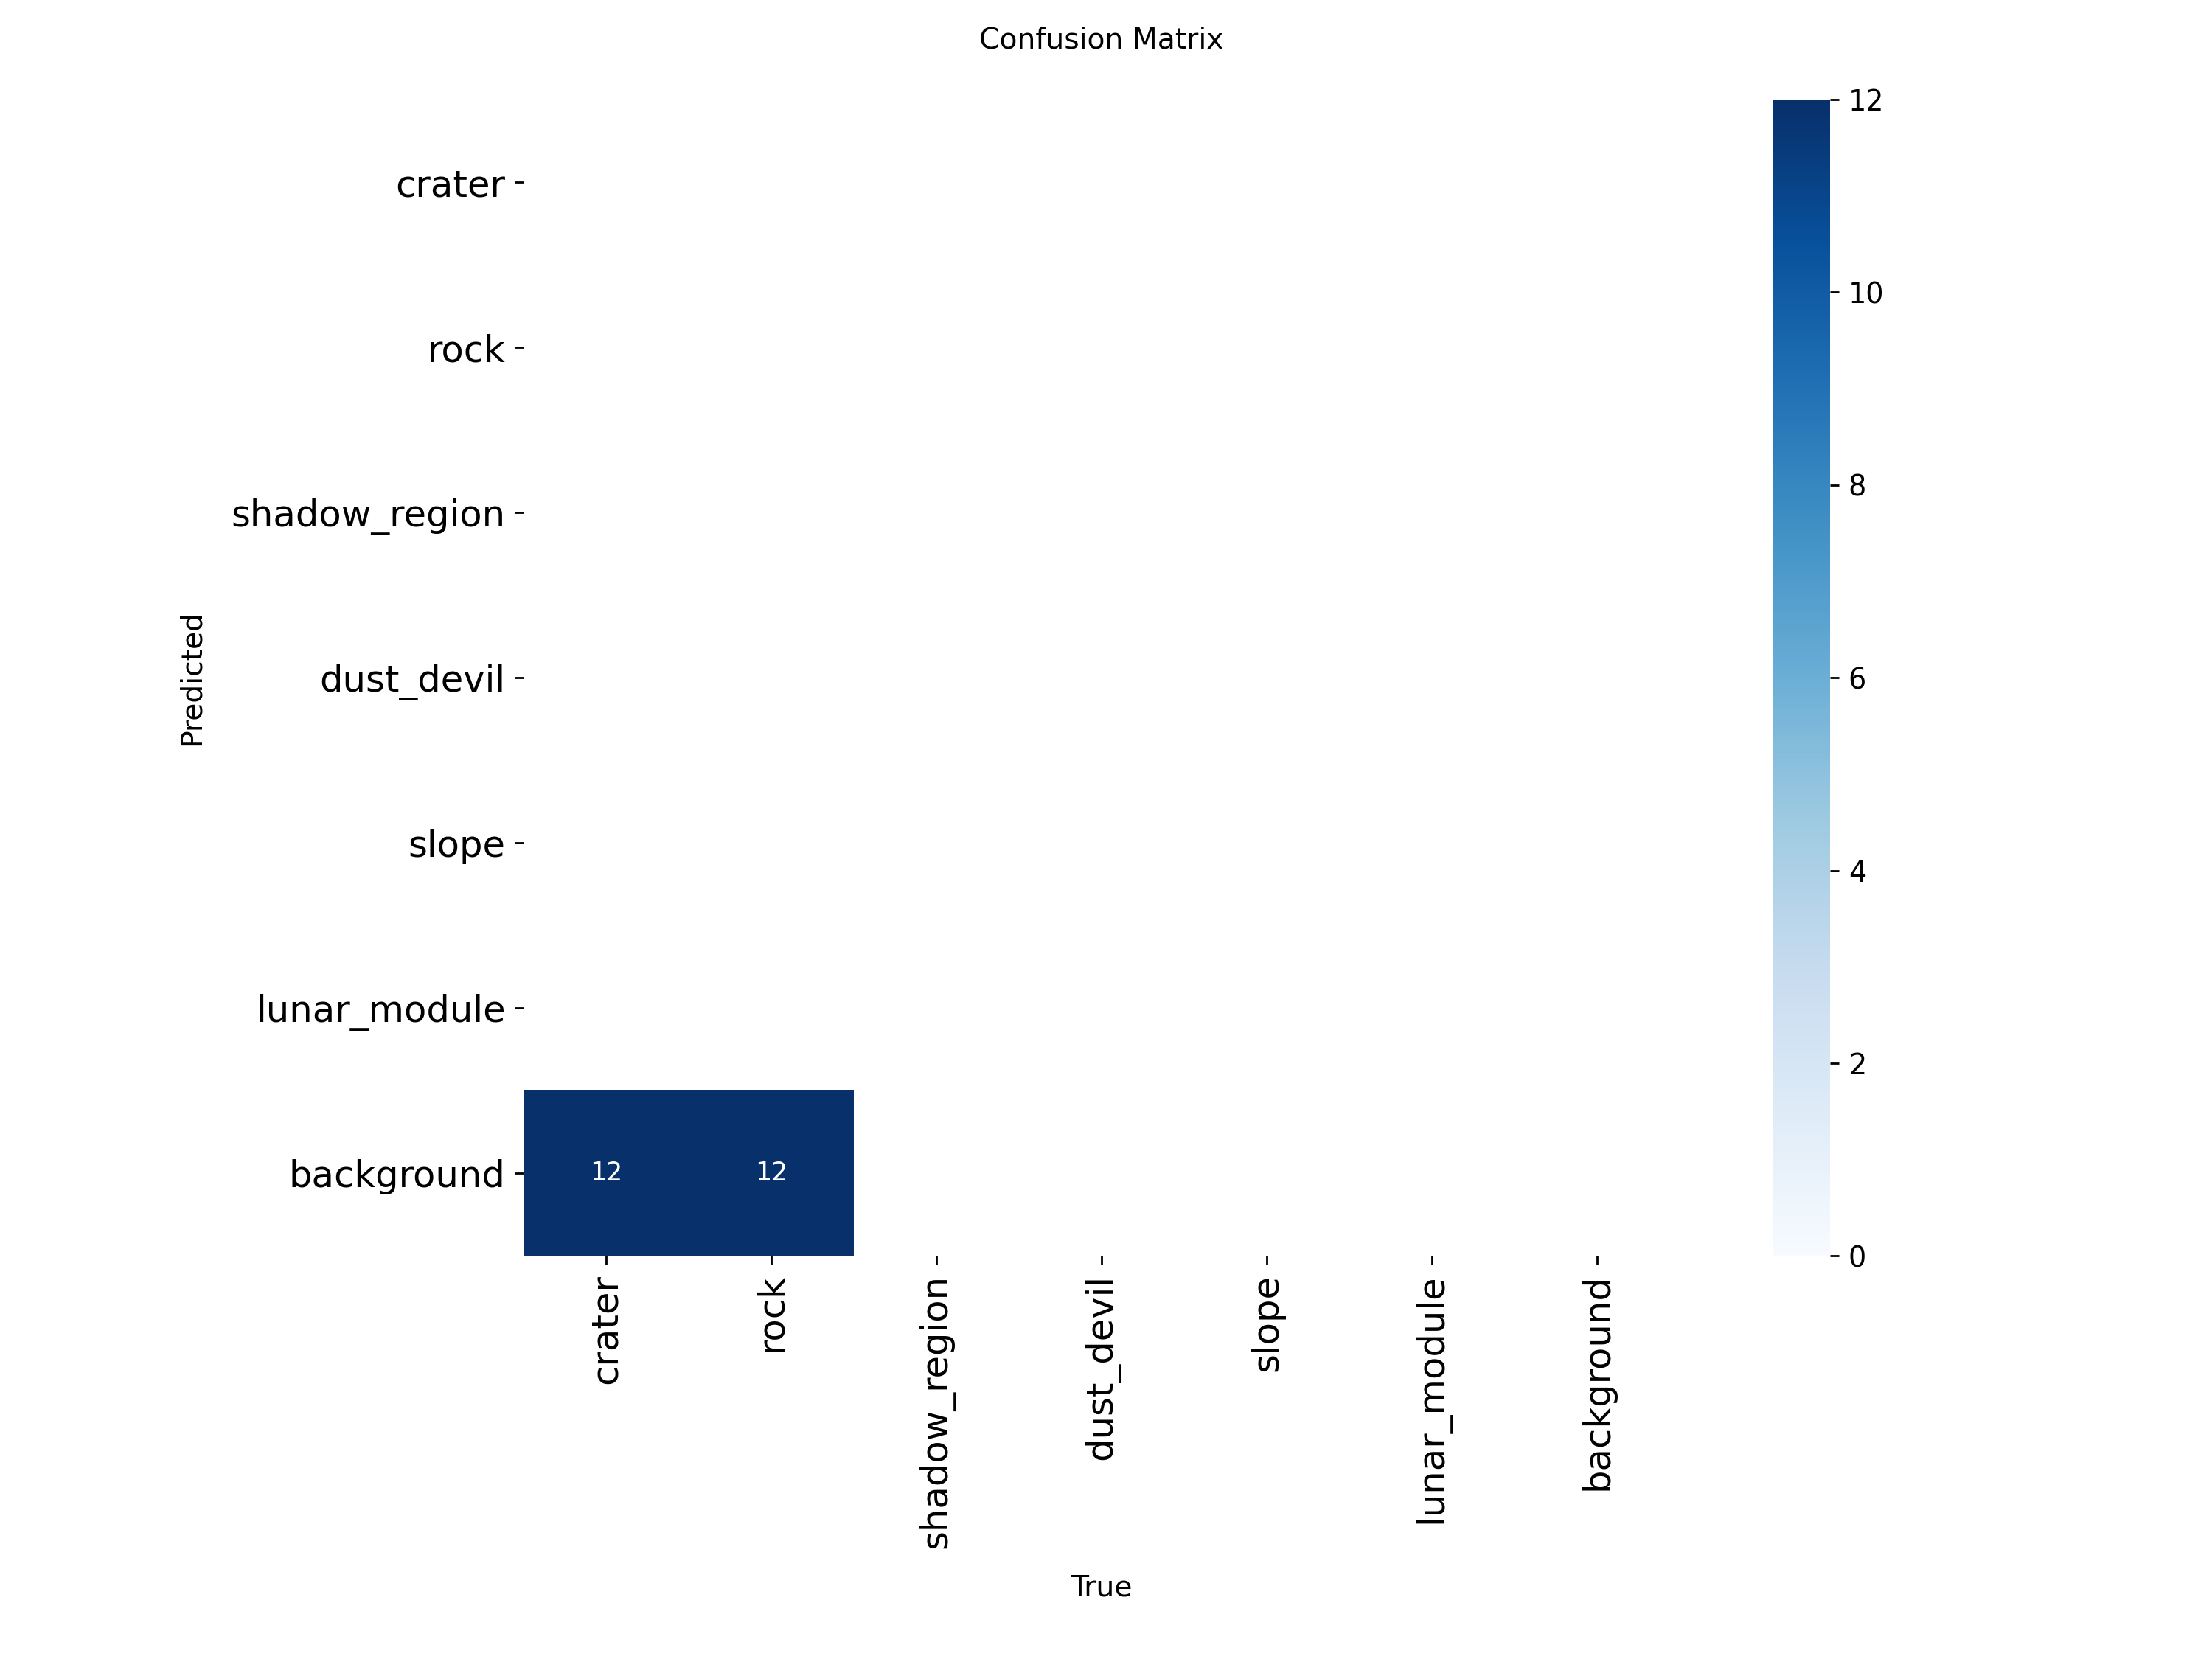 Confusion Matrix
Predicted
crater
rock
shadow_region
dust_devil
slope
lunar_module
background
12 12
crater rock shadow_region dust_devil slope lunar_module background
True
12
10
8
6
4
2
0